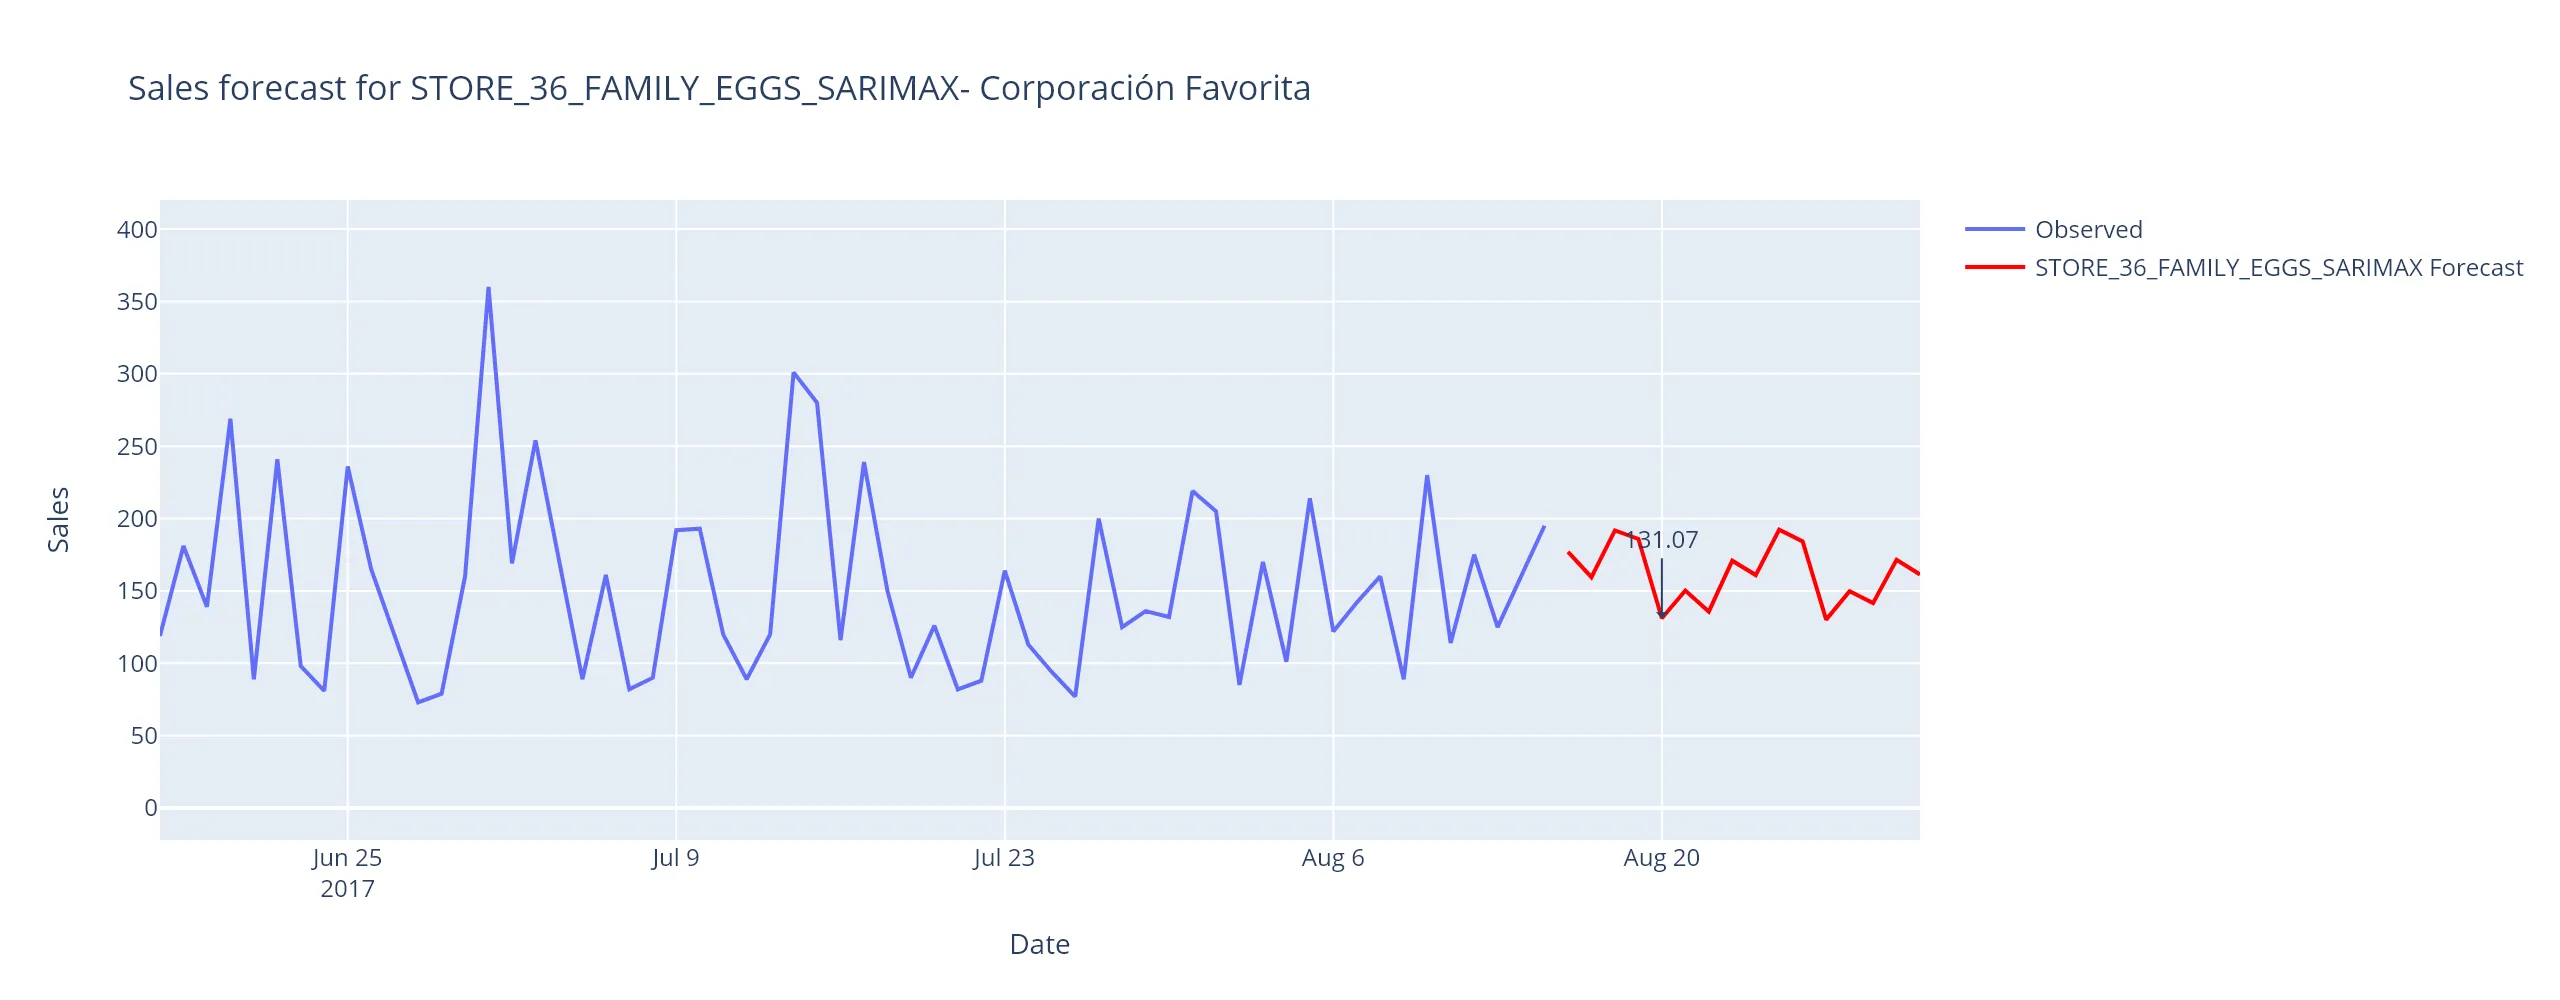 Sales forecast for STORE_36_FAMILY_EGGS_SARIMAX- Corporación Favorita
Observed
STORE_36_FAMILY_EGGS_SARIMAX Forecast
400
350
300
250
200
150
100
50
0
Sales
131.07
Jun 25
2017
Jul 9
Jul 23
Aug 6
Aug 20
Date